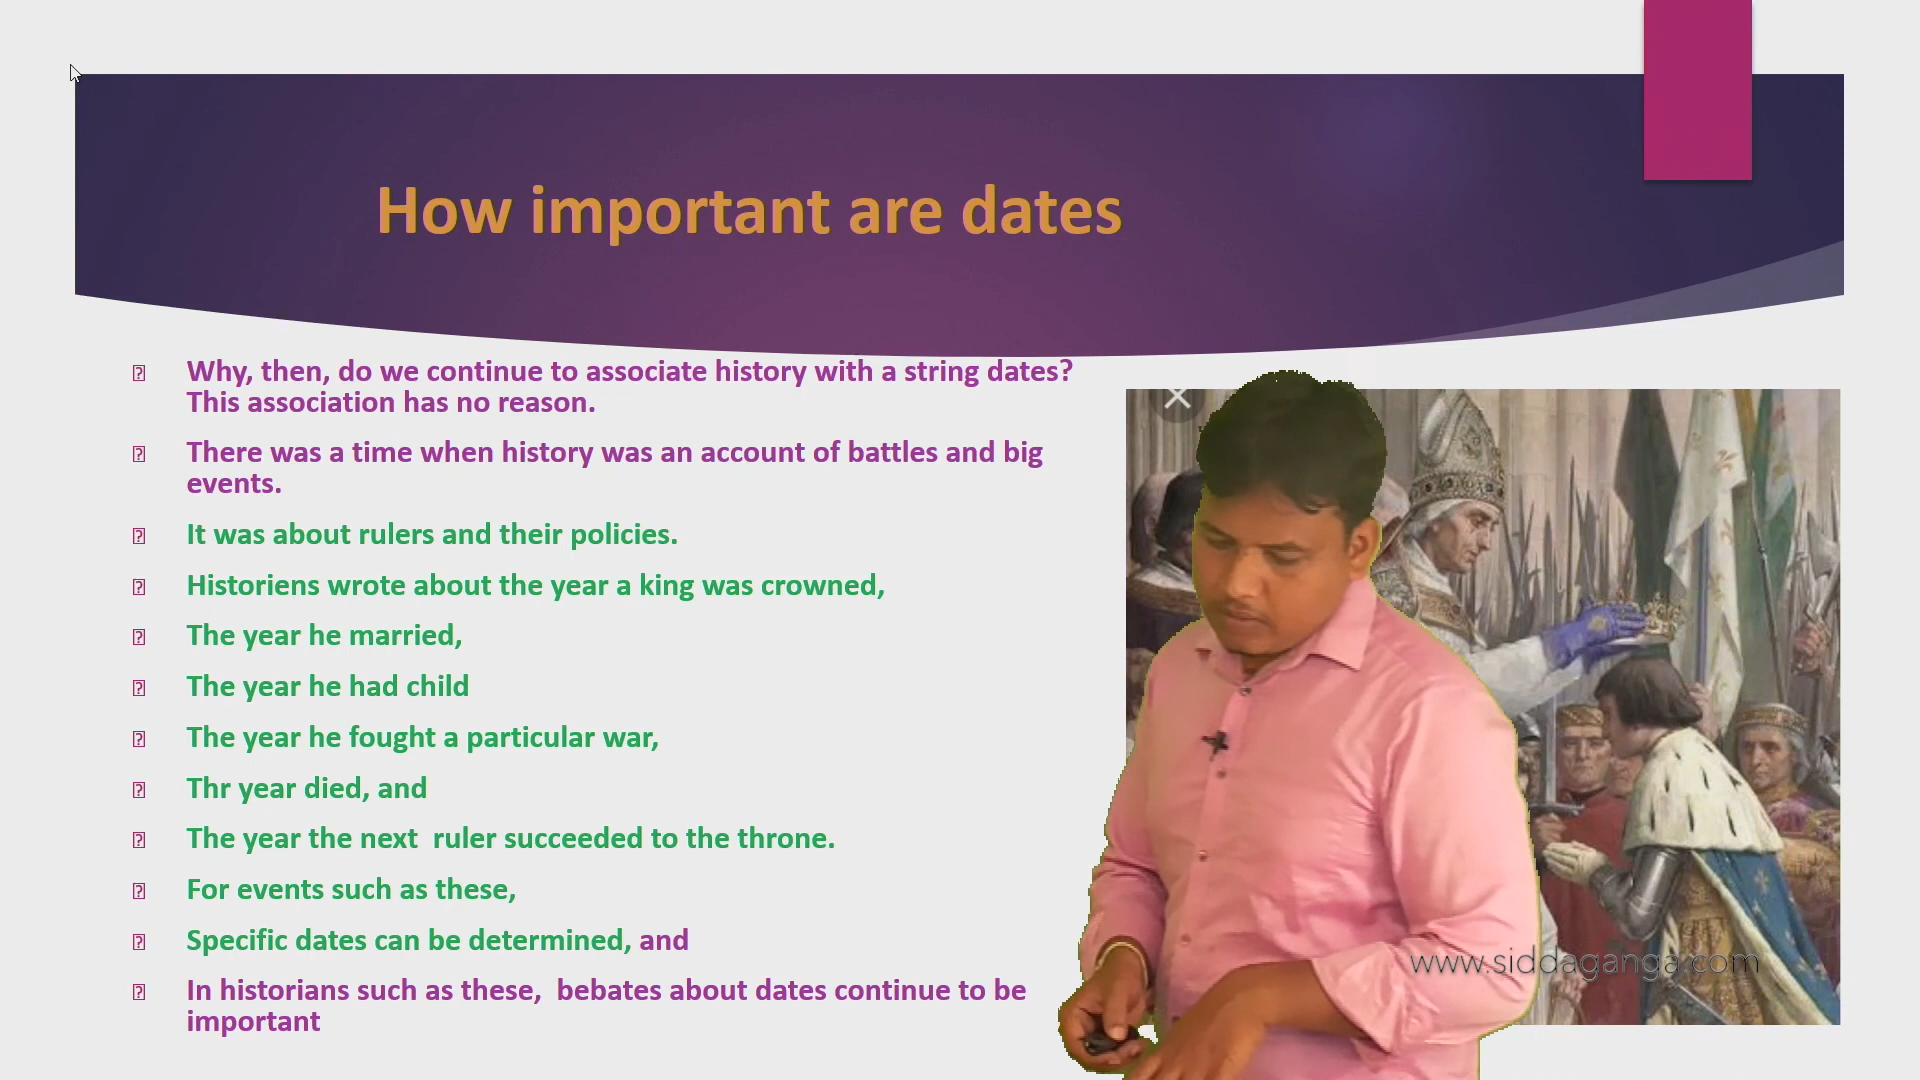 How important are dates
Why, then, do we continue to associate history with a string dates?
This association has no reason.
There was a time when history was an account of battles and big
events.
It was about rulers and their policies.
Historiens wrote about the year a king was crowned,
The year he married,
The year he had child
The year he fought a particular war,
Thr year died, and
The year the next  ruler succeeded to the throne.
For events such as these,
Specific dates can be determined, and
In historians such as these,  bebates about dates continue to be
important
www.siddaganga.com